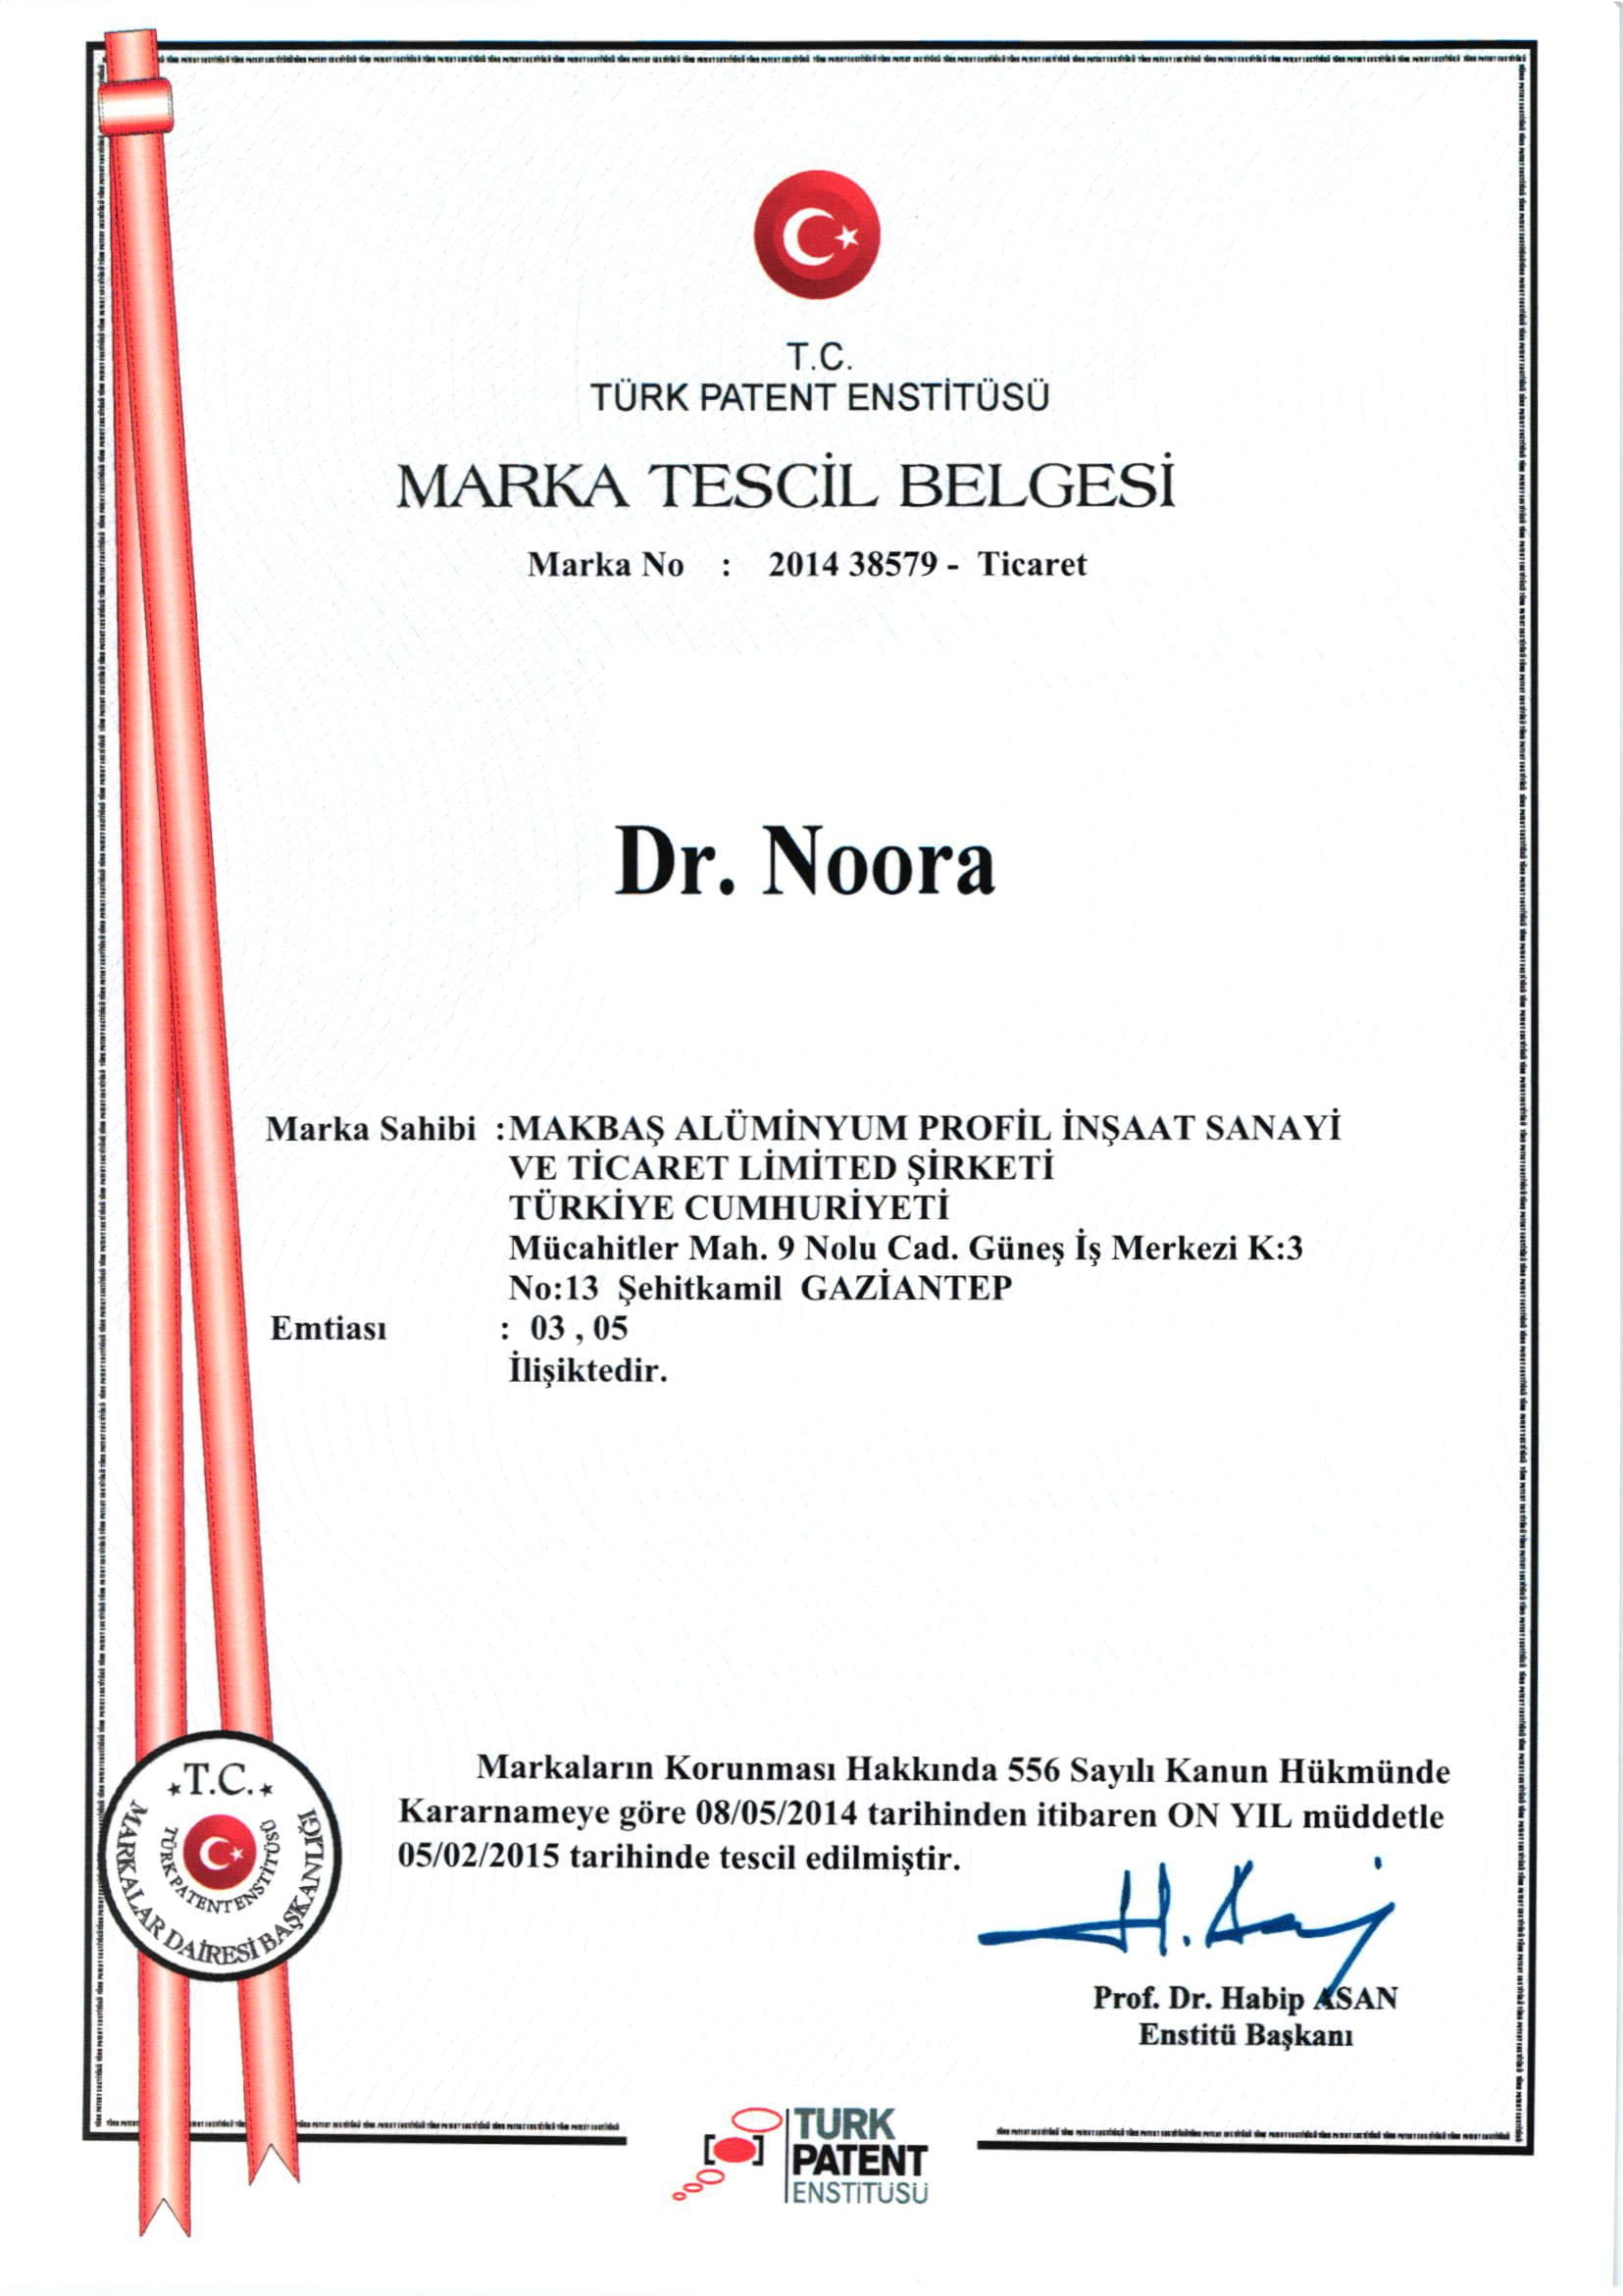 T.C.
TÜRK PATENT ENSTİTÜSÜ
MARKA TESCİL BELGESİ
Marka No : 2014 38579 - Ticaret
Dr. Noora
Marka Sahibi : MAKBAŞ ALÜMİNYUM PROFİL İNŞAAT SANAYİ
VE TİCARET LİMİTED ŞİRKETİ
TÜRKİYE CUMHURİYETİ
Mücahitler Mah. 9 Nolu Cad. Güneş İş Merkezi K:3
No:13 Şehitkamil GAZİANTEP
Emtiası : 03 , 05
İlişiktedir.
Markaların Korunması Hakkında 556 Sayılı Kanun Hükmünde
Kararnameye göre 08/05/2014 tarihinden itibaren ON YIL müddetle
05/02/2015 tarihinde tescil edilmiştir.
T.C.
TÜRK PATENT ENSTİTÜSÜ
MARKALAR DAİRESİ BAŞKANLIĞI
Prof. Dr. Habip ASAN
Enstitü Başkanı
TÜRK
PATENT
ENSTİTÜSÜ